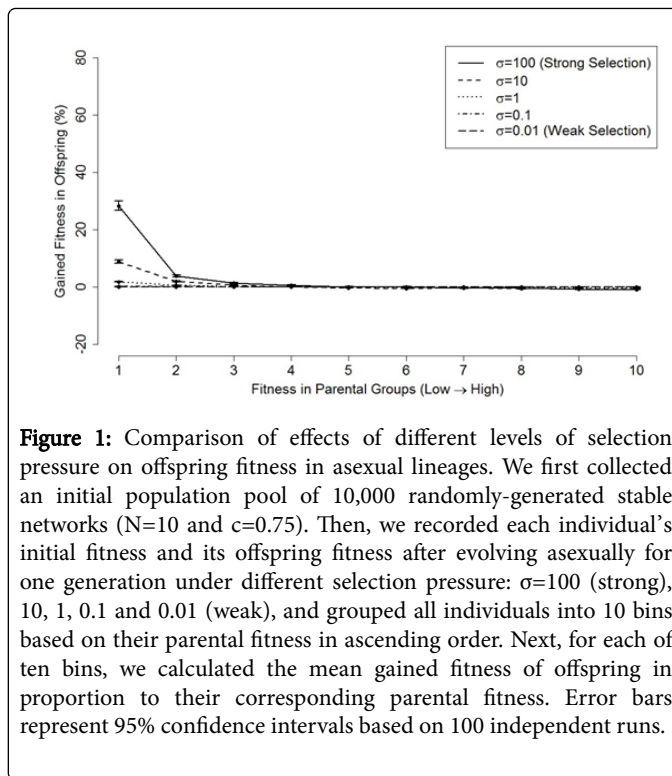 80
60
40
20
0
-20
Gained Fitness in Offspring (%)
σ=100 (Strong Selection)
σ=10
σ=1
σ=0.1
σ=0.01 (Weak Selection)
1 2 3 4 5 6 7 8 9 10
Fitness in Parental Groups (Low → High)
Figure 1: Comparison of effects of different levels of selection
pressure on offspring fitness in asexual lineages. We first collected
an initial population pool of 10,000 randomly-generated stable
networks (N=10 and c=0.75). Then, we recorded each individual's
initial fitness and its offspring fitness after evolving asexually for
one generation under different selection pressure: σ=100 (strong),
10, 1, 0.1 and 0.01 (weak), and grouped all individuals into 10 bins
based on their parental fitness in ascending order. Next, for each of
ten bins, we calculated the mean gained fitness of offspring in
proportion to their corresponding parental fitness. Error bars
represent 95% confidence intervals based on 100 independent runs.